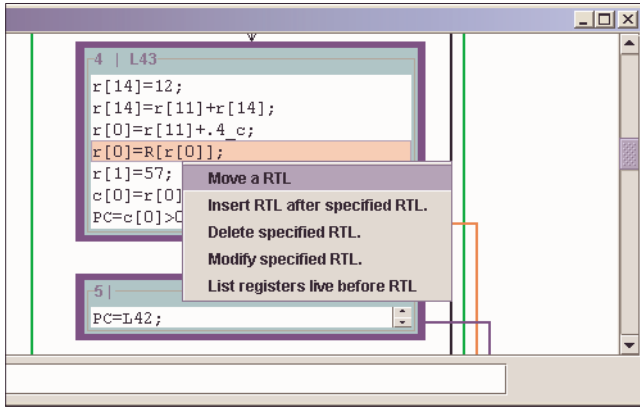 4 | L43
r[14]=12;
r[14]=r[11]+r[14];
r[0]=r[11]+.4_c;
r[0]=R[r[0]];
r[1]=57;
c[0]=r[0]
PC=c[0]>0
Move a RTL
Insert RTL after specified RTL.
Delete specified RTL.
Modify specified RTL.
List registers live before RTL
5 |
PC=L42;